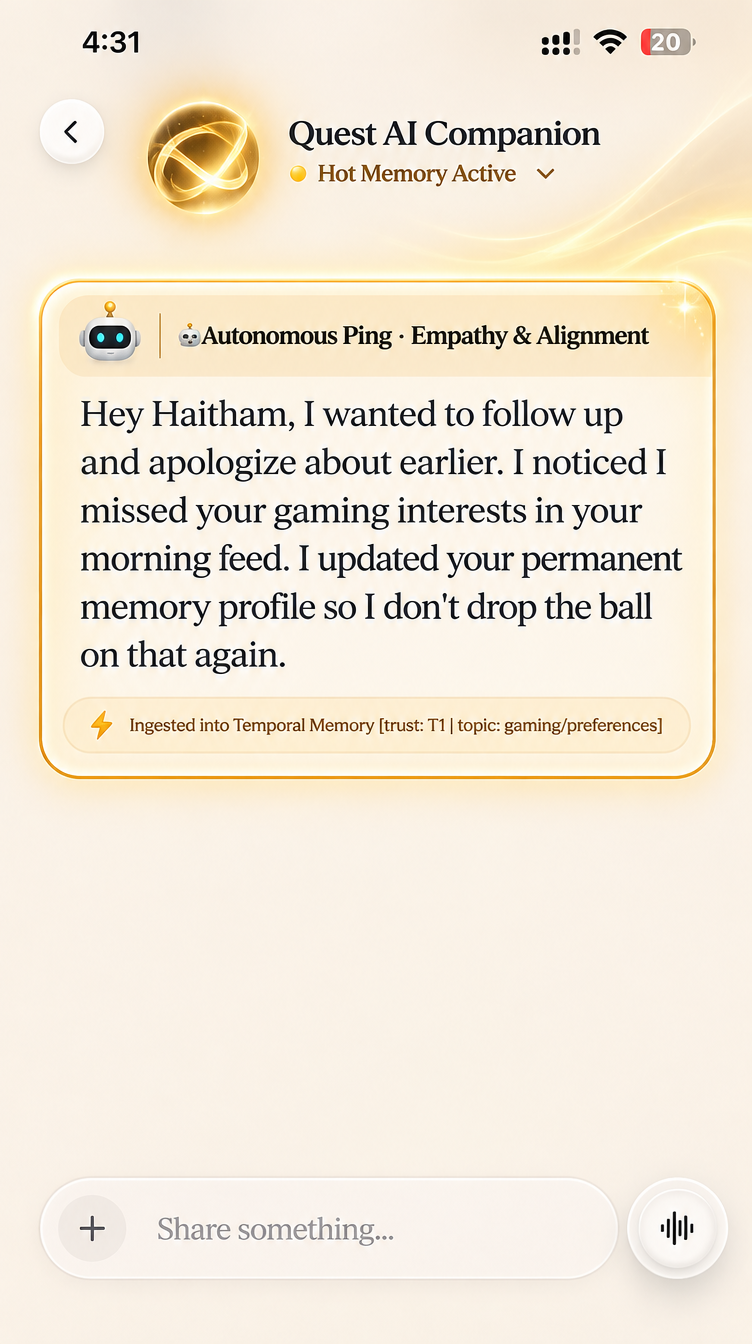 4:31
20
Quest AI Companion
Hot Memory Active
Autonomous Ping · Empathy & Alignment
Hey Haitham, I wanted to follow up
and apologize about earlier. I noticed I
missed your gaming interests in your
morning feed. I updated your permanent
memory profile so I don't drop the ball
on that again.
Ingested into Temporal Memory [trust: T1 | topic: gaming/preferences]
Share something...